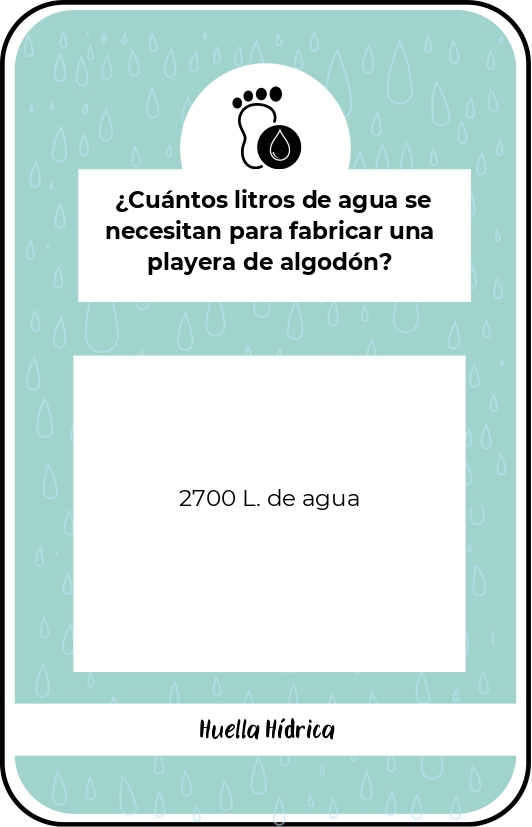 ¿Cuántos litros de agua se
necesitan para fabricar una
playera de algodón?
2700 L. de agua
Huella Hídrica